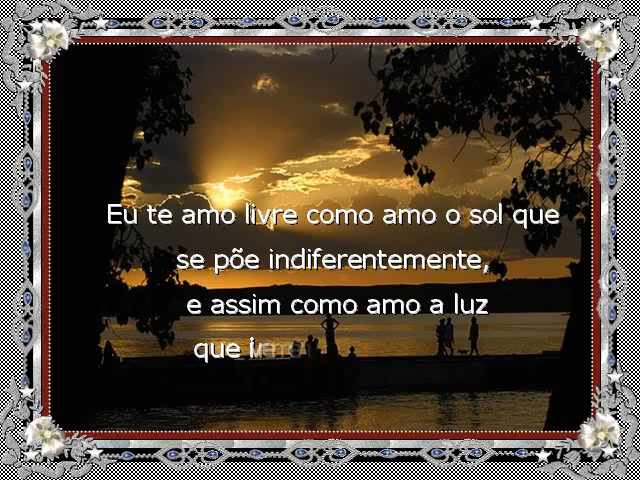 Eu te amo livre como amo o sol que
se põe indiferentemente,
e assim como amo a luz
que